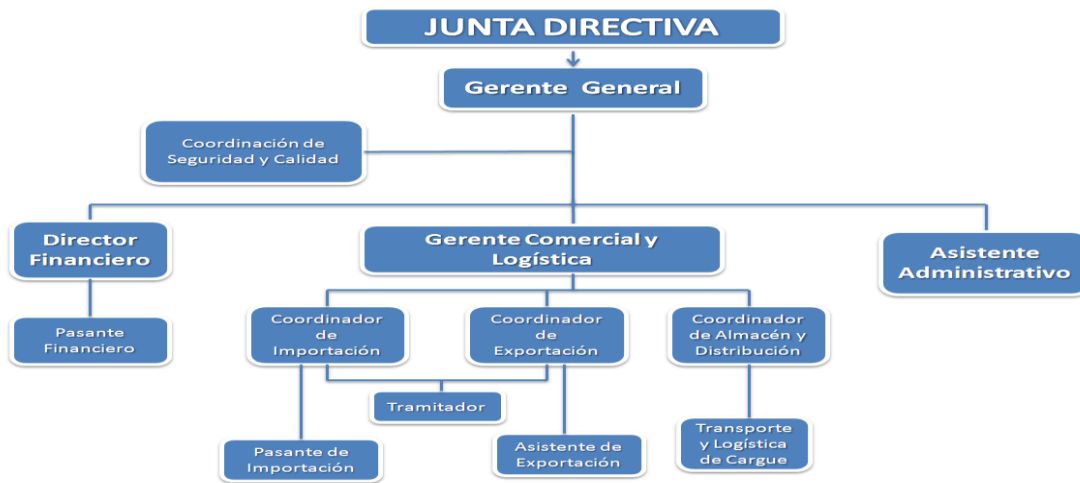 JUNTA DIRECTIVA
Gerente General
Coordinación de
Seguridad y Calidad
Director
Financiero
Gerente Comercial y
Logística
Asistente
Administrativo
Pasante
Financiero
Coordinador
de
Importación
Coordinador
de
Exportación
Coordinador
de Almacén y
Distribución
Tramitador
Pasante de
Importación
Asistente de
Exportación
Transporte
y Logística
de Cargue